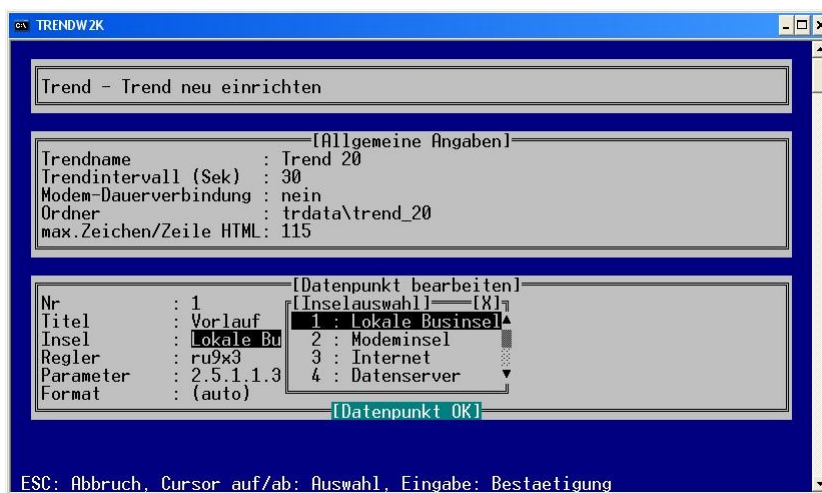 TRENDW2K
Trend - Trend neu einrichten
[Allgemeine Angaben]
Trendname : Trend 20
Trendintervall (Sek) : 30
Modem-Dauerverbindung : nein
Ordner : trdata\trend_20
max.Zeichen/Zeile HTML: 115
[Datenpunkt bearbeiten]
Nr : 1
[Inselauswahl] [X]
Titel : Vorlauf
1 : Lokale Businsel
Insel : Lokale Bu
2 : Modeminsel
Regler : ru9x3
3 : Internet
Parameter : 2.5.1.1.3
4 : Datenserver
Format : (auto)
[Datenpunkt OK]
ESC: Abbruch, Cursor auf/ab: Auswahl, Eingabe: Bestaetigung